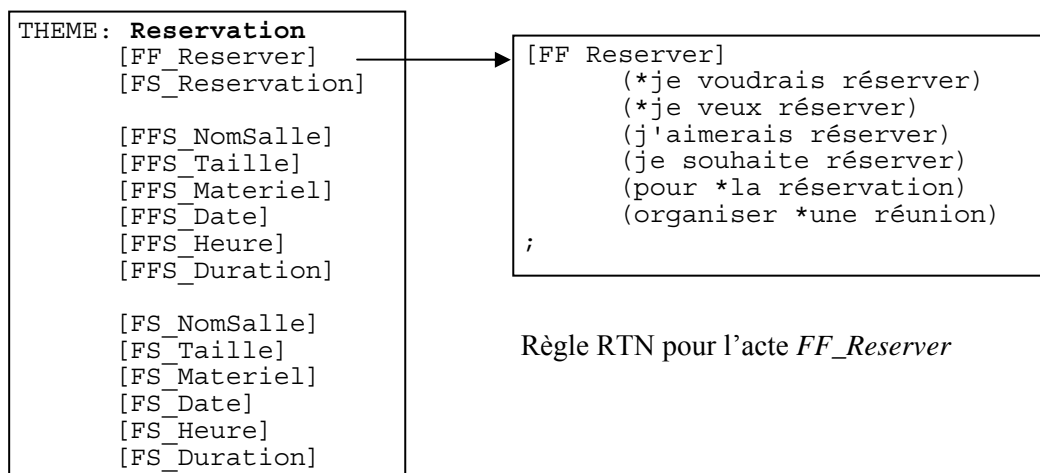 THEME: Reservation
[FF_Reserver]
[FS_Reservation]
[FFS_NomSalle]
[FFS_Taille]
[FFS_Materiel]
[FFS_Date]
[FFS_Heure]
[FFS_Duration]
[FS_NomSalle]
[FS_Taille]
[FS_Materiel]
[FS_Date]
[FS_Heure]
[FS_Duration]
[FF Reserver]
(*je voudrais réserver)
(*je veux réserver)
(j'aimerais réserver)
(je souhaite réserver)
(pour *la réservation)
(organiser *une réunion)
;
Règle RTN pour l’acte FF_Reserver